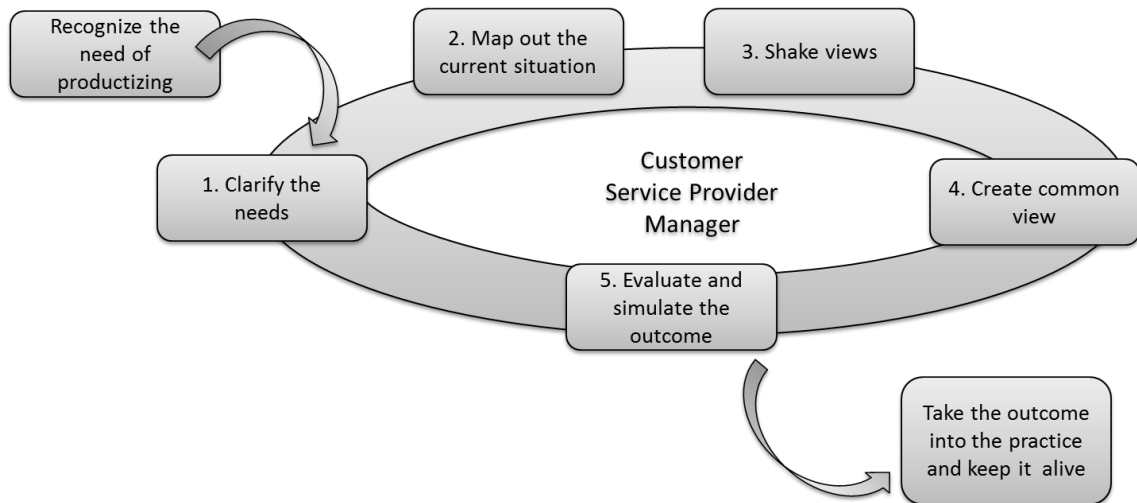 Recognize the
need of
productizing
2. Map out the
current situation
3. Shake views
1. Clarify the
needs
Customer
Service Provider
Manager
4. Create common
view
5. Evaluate and
simulate the
outcome
Take the outcome
into the practice
and keep it alive